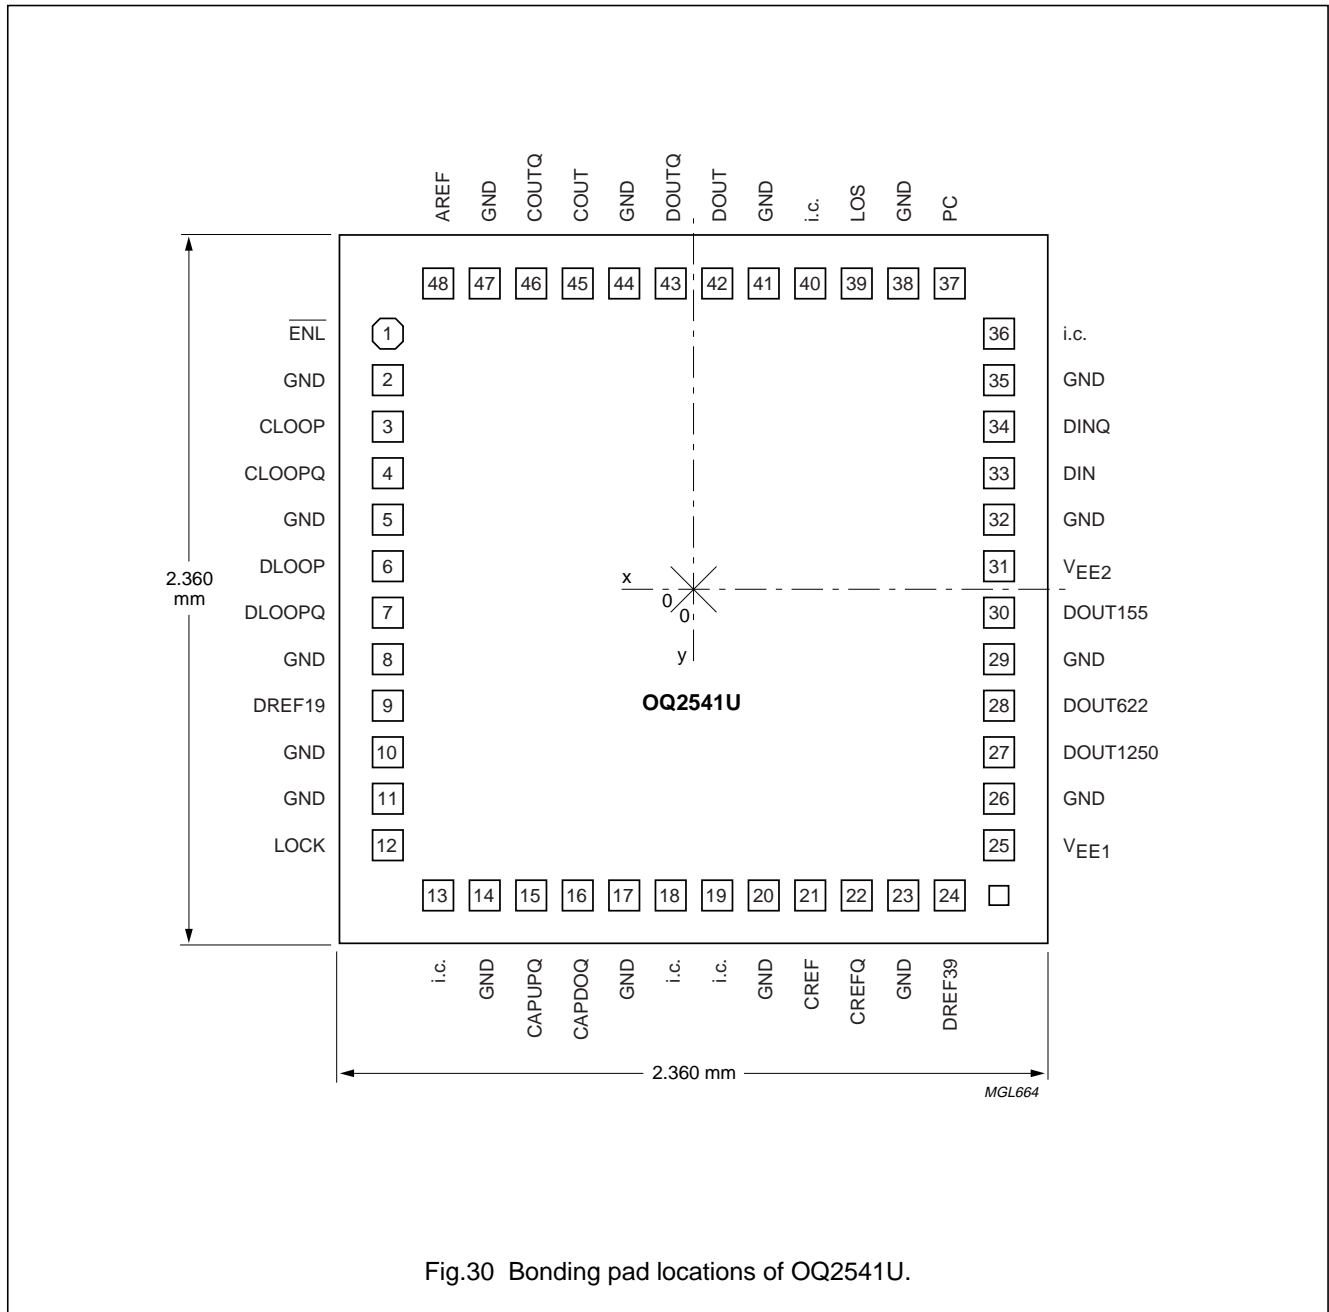 AREF GND COUTQ COUT GND DOUTQ DOUT GND i.c. LOS GND PC
48 47 46 45 44 43 42 41 40 39 38 37
ENL 1 36 i.c.
GND 2 35 GND
CLOOP 3 34 DINQ
CLOOPQ 4 33 DIN
GND 5 32 GND
DLOOP 6 31 VEE2
2.360 mm
x 0
0
y
DLOOPQ 7 30 DOUT155
GND 8 29 GND
DREF19 9 OQ2541U 28 DOUT622
GND 10 27 DOUT1250
GND 11 26 GND
LOCK 12 25 VEE1
13 14 15 16 17 18 19 20 21 22 23 24
i.c. GND CAPUPQ CAPDOQ GND i.c. i.c. GND CREF CREFQ GND DREF39
2.360 mm
MGL664
Fig.30 Bonding pad locations of OQ2541U.